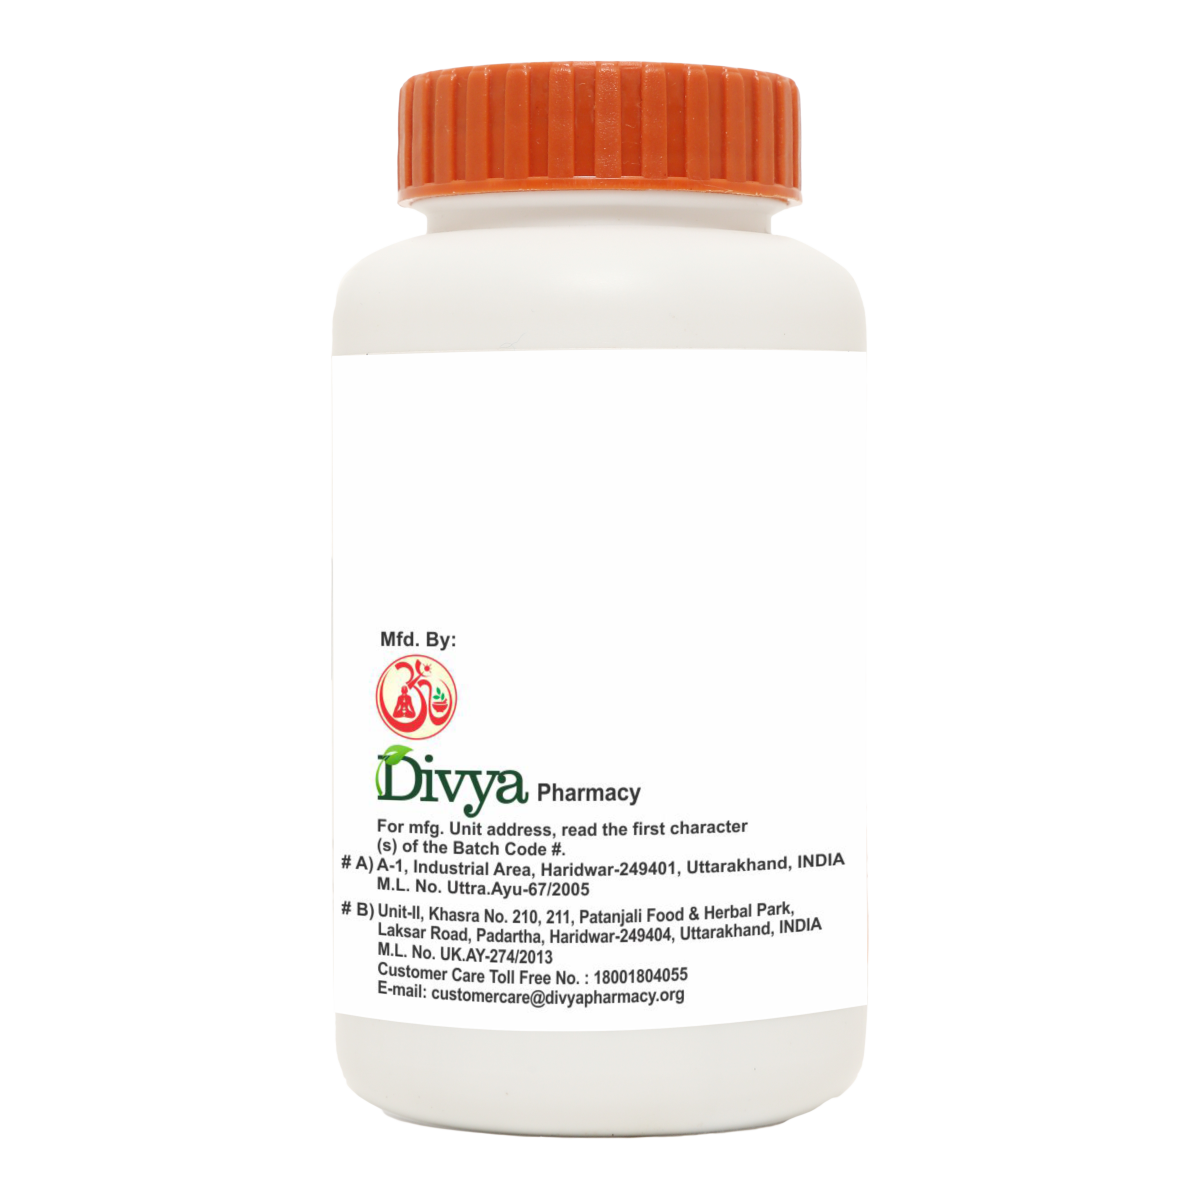 Mfd. By:
Divya Pharmacy
For mfg. Unit address, read the first character
(s) of the Batch Code #.
# A) A-1, Industrial Area, Haridwar-249401, Uttarakhand, INDIA
M.L. No. Uttra.Ayu-67/2005
# B) Unit-II, Khasra No. 210, 211, Patanjali Food & Herbal Park,
Laksar Road, Padartha, Haridwar-249404, Uttarakhand, INDIA
M.L. No. UK.AY-274/2013
Customer Care Toll Free No. : 18001804055
E-mail: customercare@divyapharmacy.org